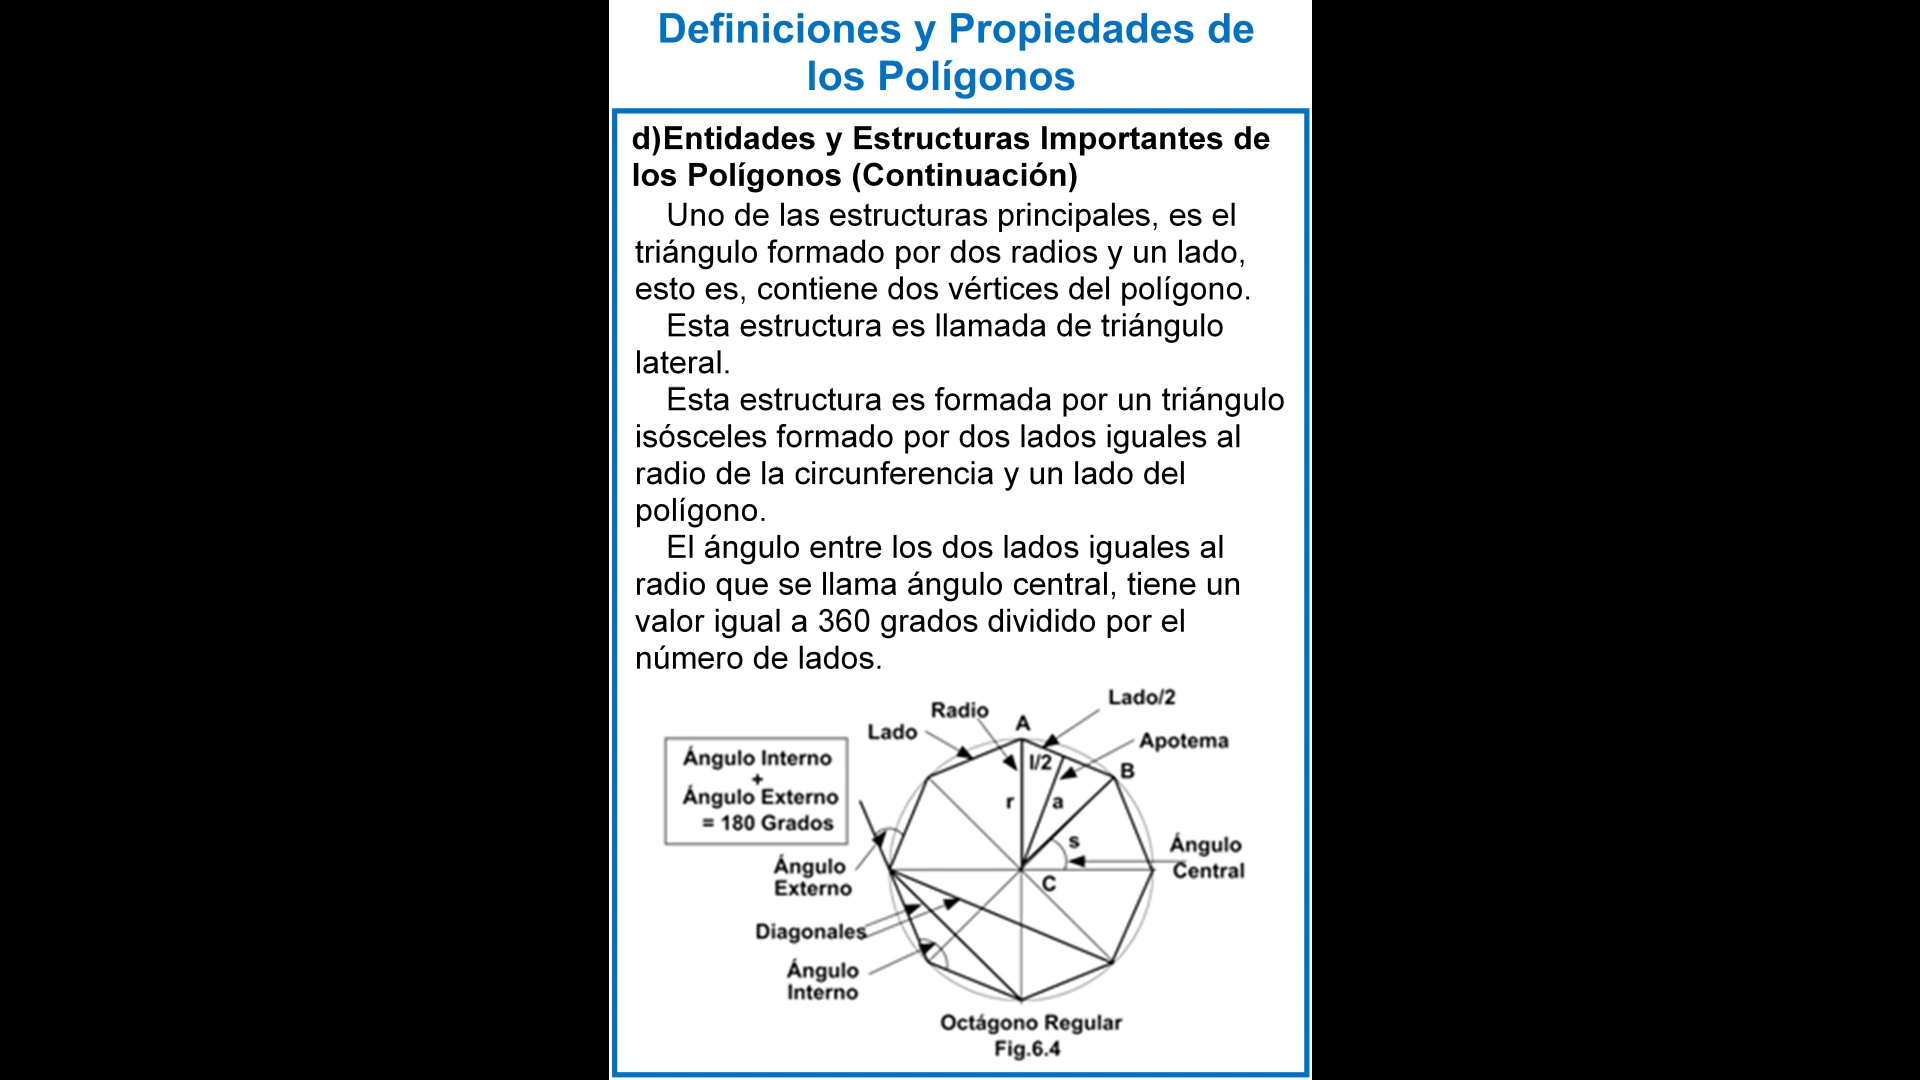 Definiciones y Propiedades de
los Polígonos
d)Entidades y Estructuras Importantes de
los Polígonos (Continuación)
Uno de las estructuras principales, es el
triángulo formado por dos radios y un lado,
esto es, contiene dos vértices del polígono.
Esta estructura es llamada de triángulo
lateral.
Esta estructura es formada por un triángulo
isósceles formado por dos lados iguales al
radio de la circunferencia y un lado del
polígono.
El ángulo entre los dos lados iguales al
radio que se llama ángulo central, tiene un
valor igual a 360 grados dividido por el
número de lados.
Lado/2
Radio
A
Lado
Apotema
Ángulo Interno
+
Ángulo Externo
= 180 Grados
l/2
B
r
a
s
Ángulo
Central
Ángulo
Externo
C
Diagonales
Ángulo
Interno
Octágono Regular
Fig.6.4